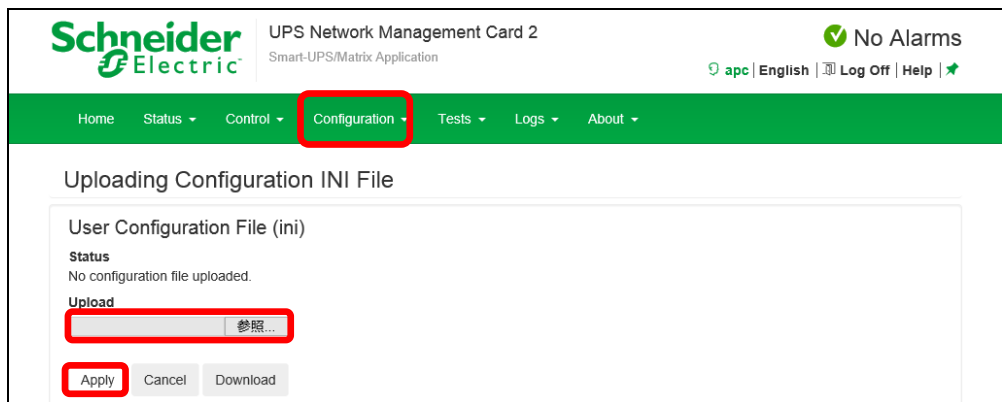 Schneider Electric
UPS Network Management Card 2
Smart-UPS/Matrix Application
No Alarms
apc | English | Log Off | Help |
Home Status Control Configuration Tests Logs About
Uploading Configuration INI File
User Configuration File (ini)
Status
No configuration file uploaded.
Upload
参照...
Apply Cancel Download